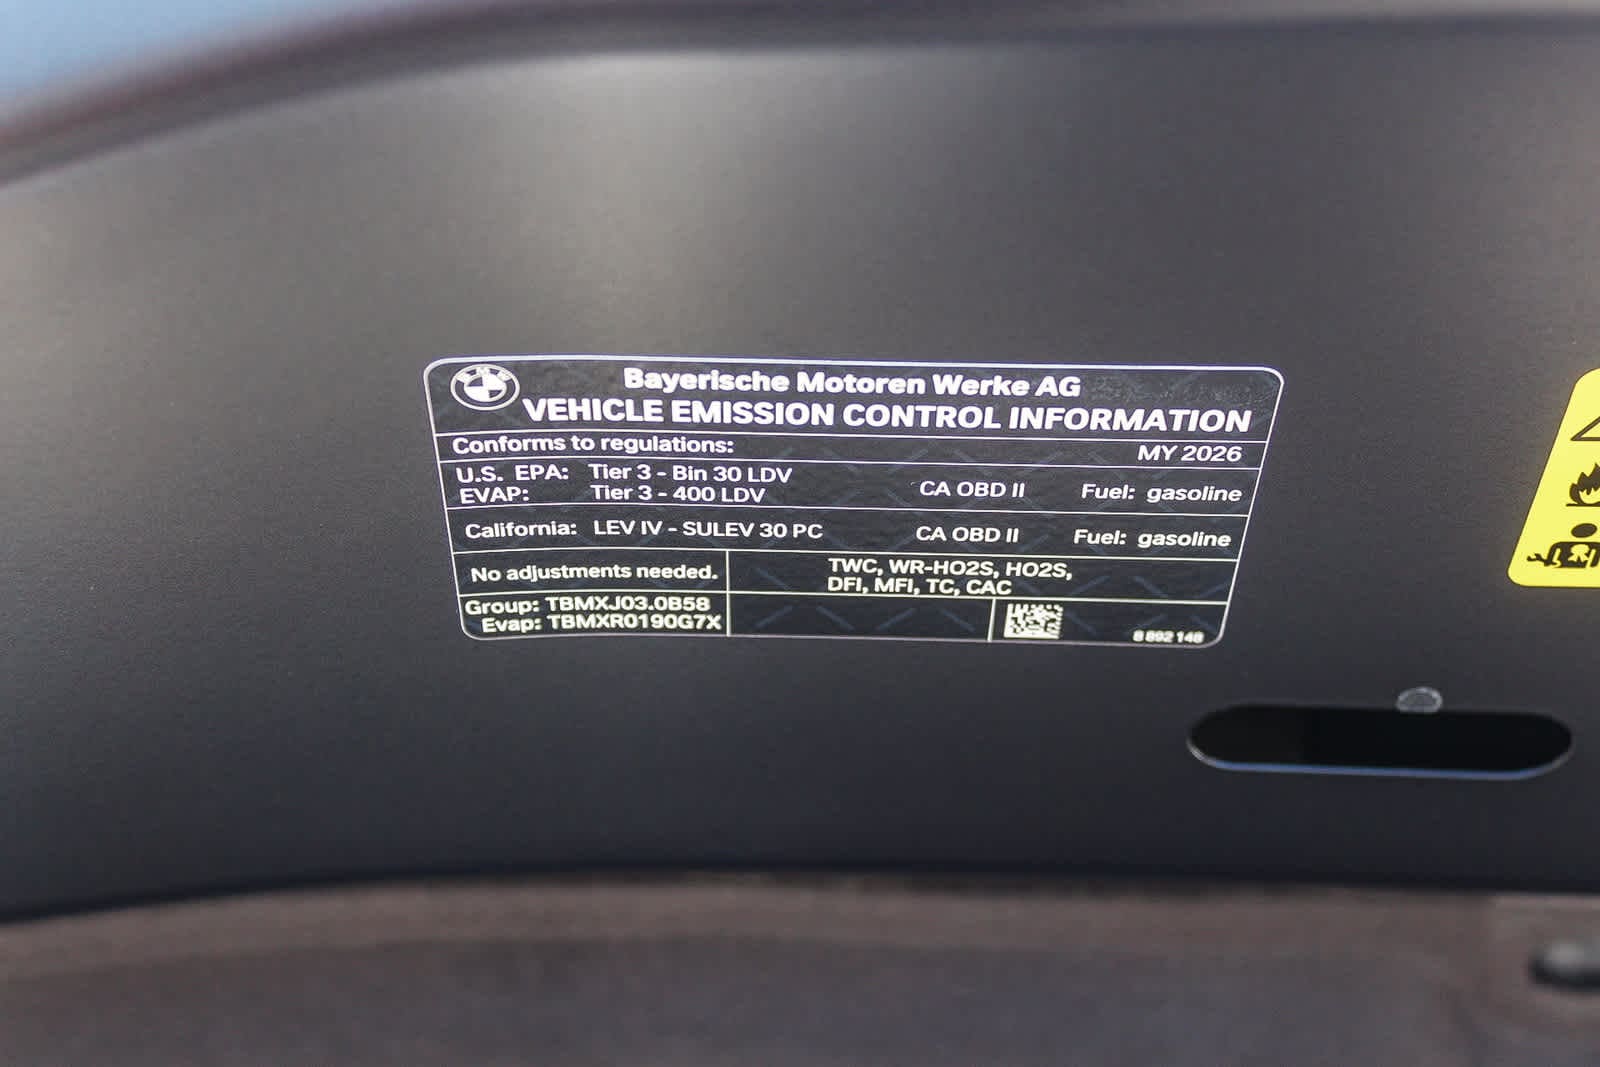 BMW
Bayerische Motoren Werke AG
VEHICLE EMISSION CONTROL INFORMATION
Conforms to regulations: MY 2026
U.S. EPA: Tier 3 - Bin 30 LDV
EVAP: Tier 3 - 400 LDV CA OBD II Fuel: gasoline
California: LEV IV - SULEV 30 PC CA OBD II Fuel: gasoline
No adjustments needed. TWC, WR-HO2S, HO2S,
DFI, MFI, TC, CAC
Group: TBMXJ03.0B58
Evap: TBMXR0190G7X
8 892 148